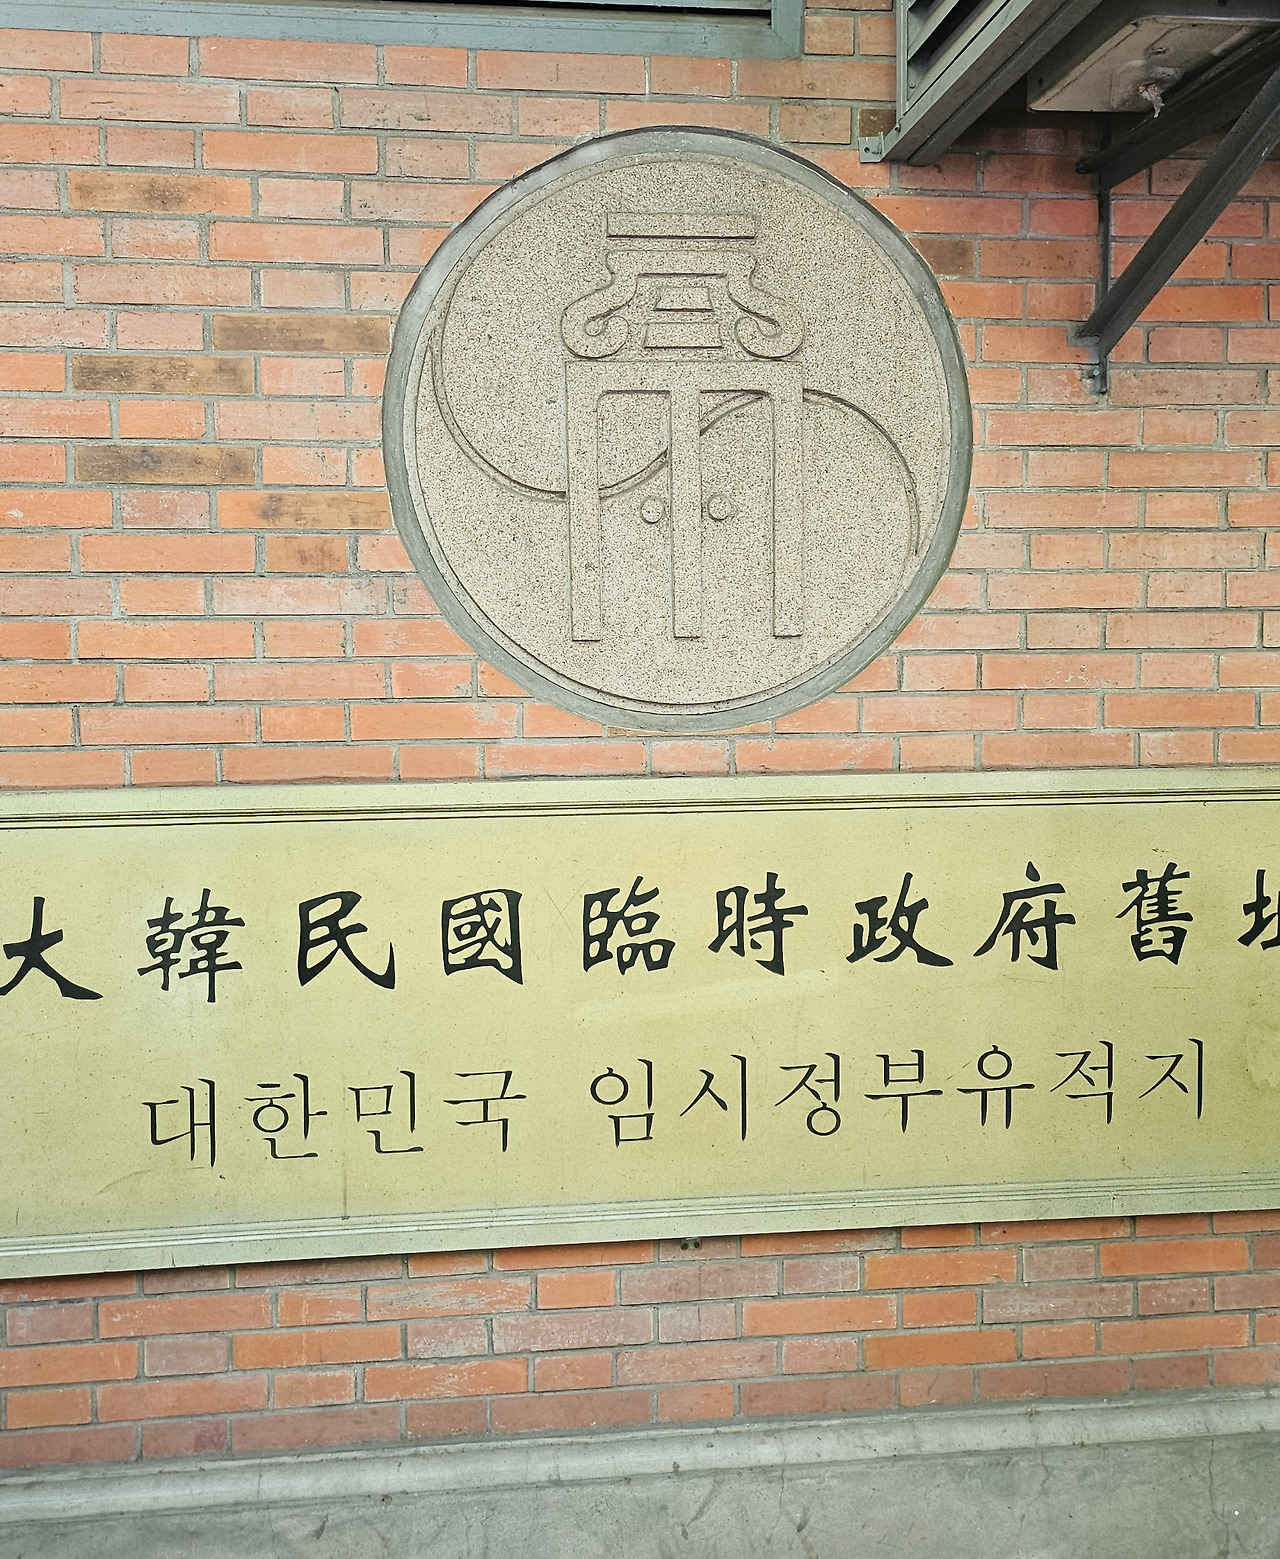 大韓民國臨時政府舊址
대한민국 임시정부유적지